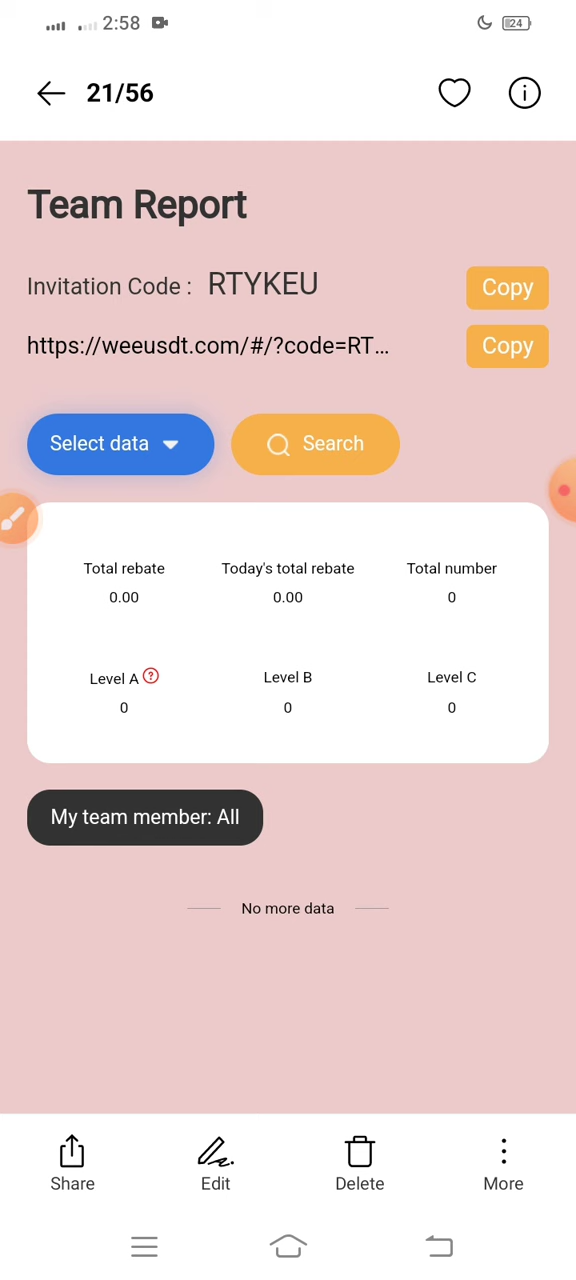 2:58 24
21/56
Team Report
Invitation Code : RTYKEU Copy
https://weeusdt.com/#/?code=RT... Copy
Select data Search
Total rebate Today's total rebate Total number
0.00 0.00 0
Level A ? Level B Level C
0 0 0
My team member: All
No more data
Share Edit Delete More